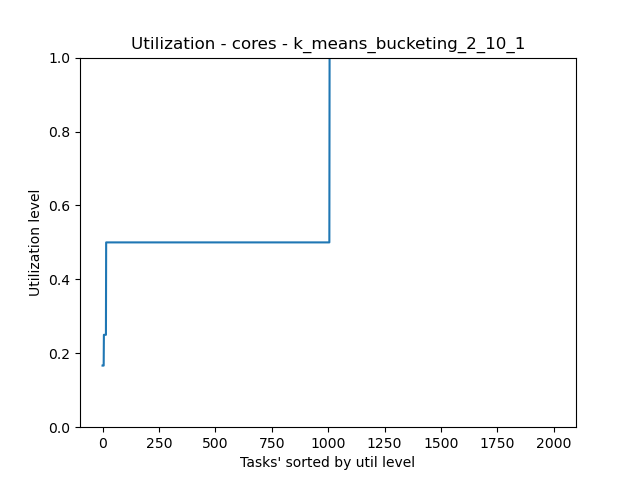 Utilization - cores - k_means_bucketing_2_10_1
1.0
0.8
0.6
0.4
0.2
0.0
Utilization level
0 250 500 750 1000 1250 1500 1750 2000
Tasks' sorted by util level